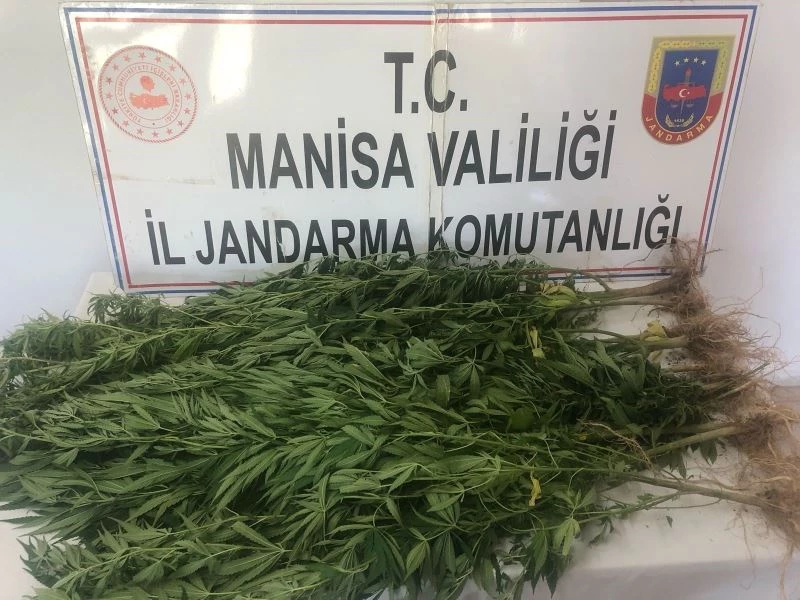 T.C.
MANİSA VALİLİĞİ
İL JANDARMA KOMUTANLIĞI
JANDARMA